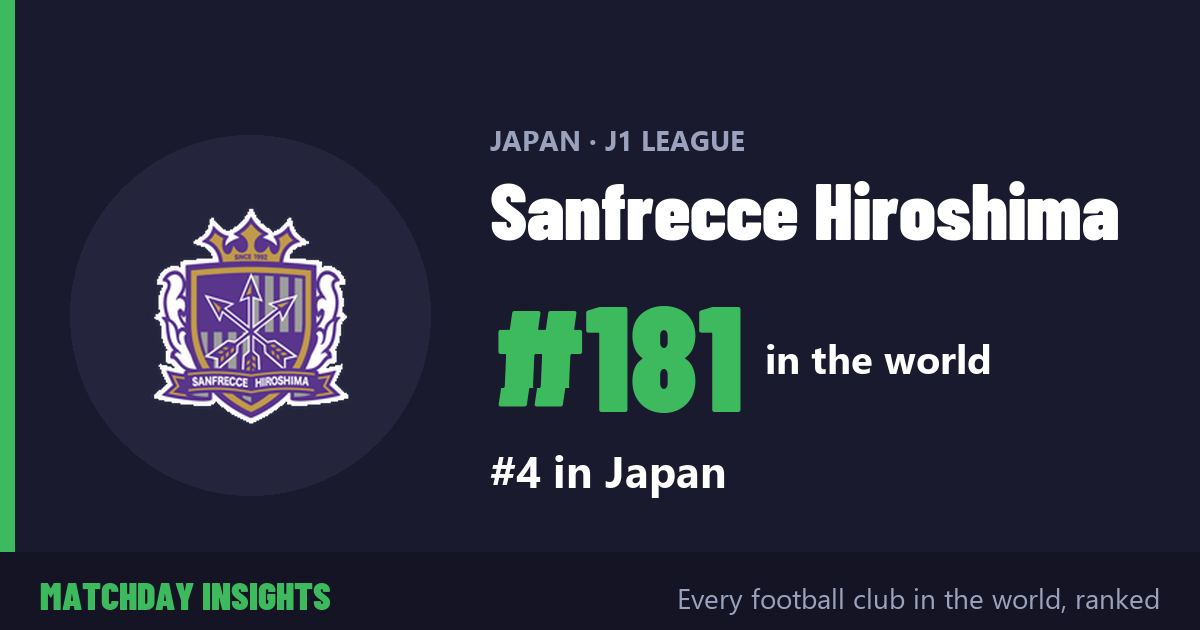 JAPAN · J1 LEAGUE
Sanfrecce Hiroshima
SINCE 1992
SANFRECCE HIROSHIMA
#181 in the world
#4 in Japan
MATCHDAY INSIGHTS
Every football club in the world, ranked